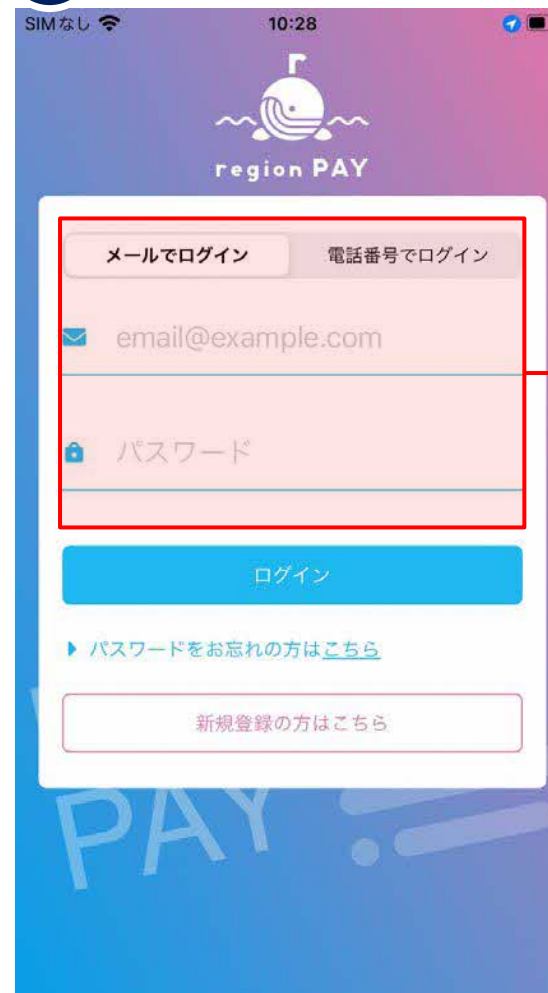 SIMなし 10:28
r
region PAY
メールでログイン 電話番号でログイン
email@example.com
パスワード
ログイン
パスワードをお忘れの方はこちら
新規登録の方はこちら
PAY